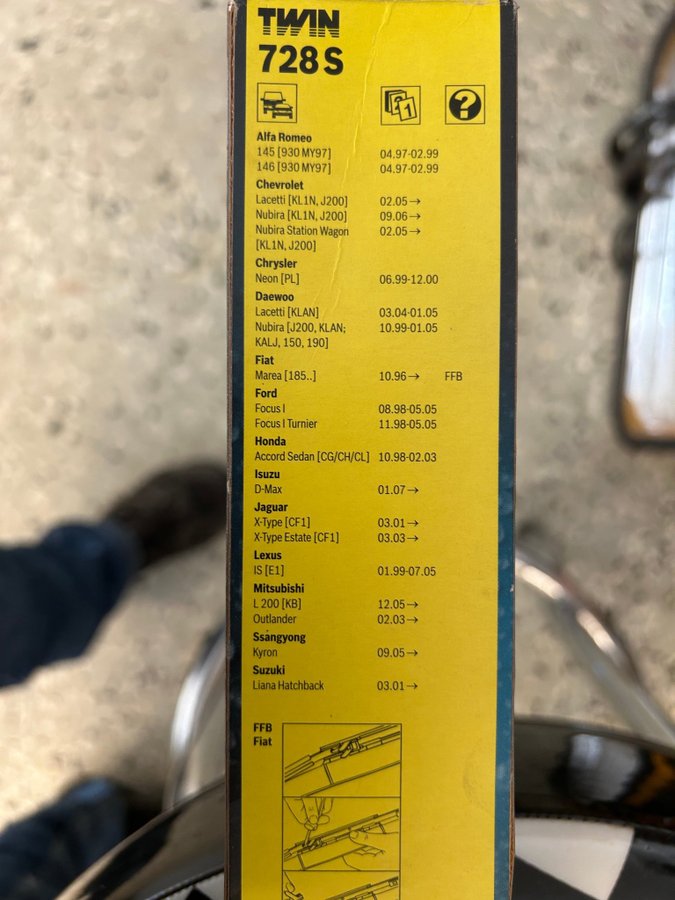 TWIN
728 S
2 1 ?
Alfa Romeo
145 [930 MY97] 04.97-02.99
146 [930 MY97] 04.97-02.99
Chevrolet
Lacetti [KL1N, J200] 02.05→
Nubira [KL1N, J200] 09.06→
Nubira Station Wagon 02.05→
[KL1N, J200]
Chrysler
Neon [PL] 06.99-12.00
Daewoo
Lacetti [KLAN] 03.04-01.05
Nubira [J200, KLAN; 10.99-01.05
KALJ, 150, 190]
Fiat
Marea [185..] 10.96→ FFB
Ford
Focus I 08.98-05.05
Focus I Turnier 11.98-05.05
Honda
Accord Sedan [CG/CH/CL] 10.98-02.03
Isuzu
D-Max 01.07→
Jaguar
X-Type [CF1] 03.01→
X-Type Estate [CF1] 03.03→
Lexus
IS [E1] 01.99-07.05
Mitsubishi
L 200 [KB] 12.05→
Outlander 02.03→
Ssangyong
Kyron 09.05→
Suzuki
Liana Hatchback 03.01→
FFB
Fiat